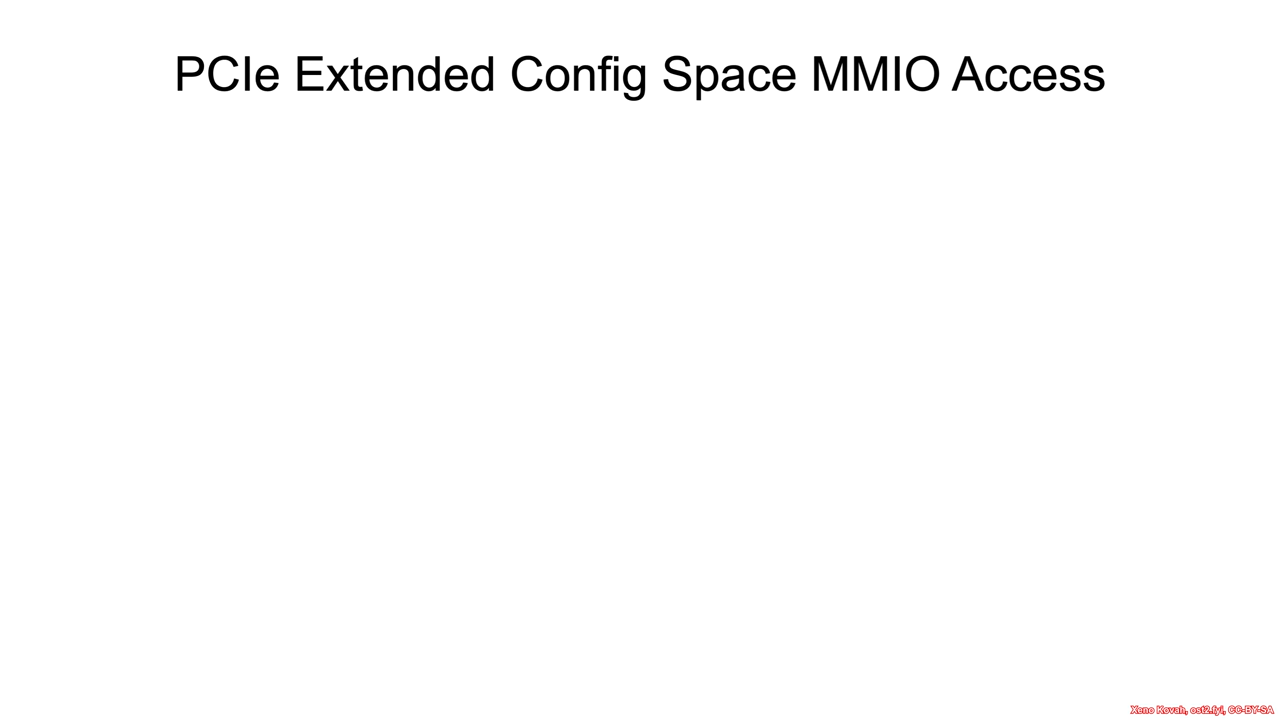 PCIe Extended Config Space MMIO Access
Xeno Kovah, ost2.fyi, CC-BY-SA